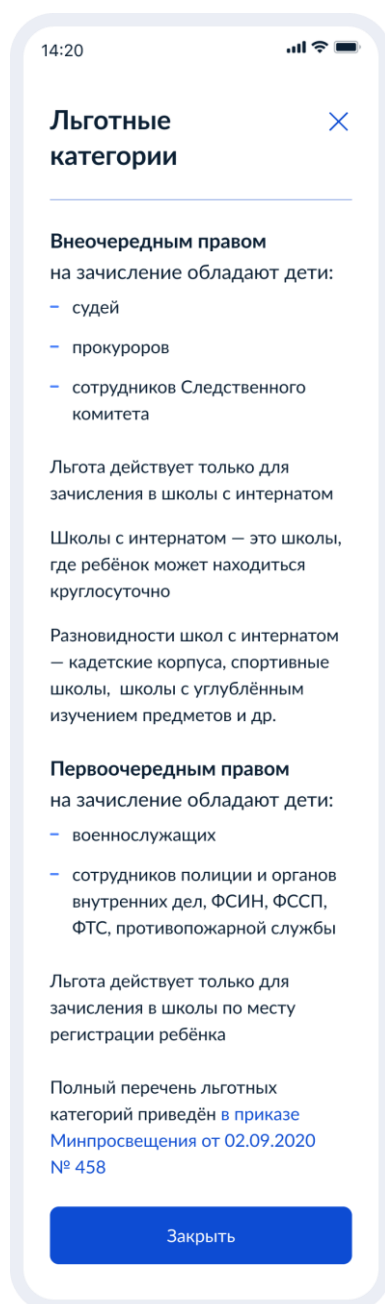 14:20
Льготные
категории
Внеочередным правом
на зачисление обладают дети:
– судей
– прокуроров
– сотрудников Следственного
комитета
Льгота действует только для
зачисления в школы с интернатом
Школы с интернатом — это школы,
где ребёнок может находиться
круглосуточно
Разновидности школ с интернатом
— кадетские корпуса, спортивные
школы,  школы с углублённым
изучением предметов и др.
Первоочередным правом
на зачисление обладают дети:
– военнослужащих
– сотрудников полиции и органов
внутренних дел, ФСИН, ФССП,
ФТС, противопожарной службы
Льгота действует только для
зачисления в школы по месту
регистрации ребёнка
Полный перечень льготных
категорий приведён в приказе
Минпросвещения от 02.09.2020
№ 458
Закрыть